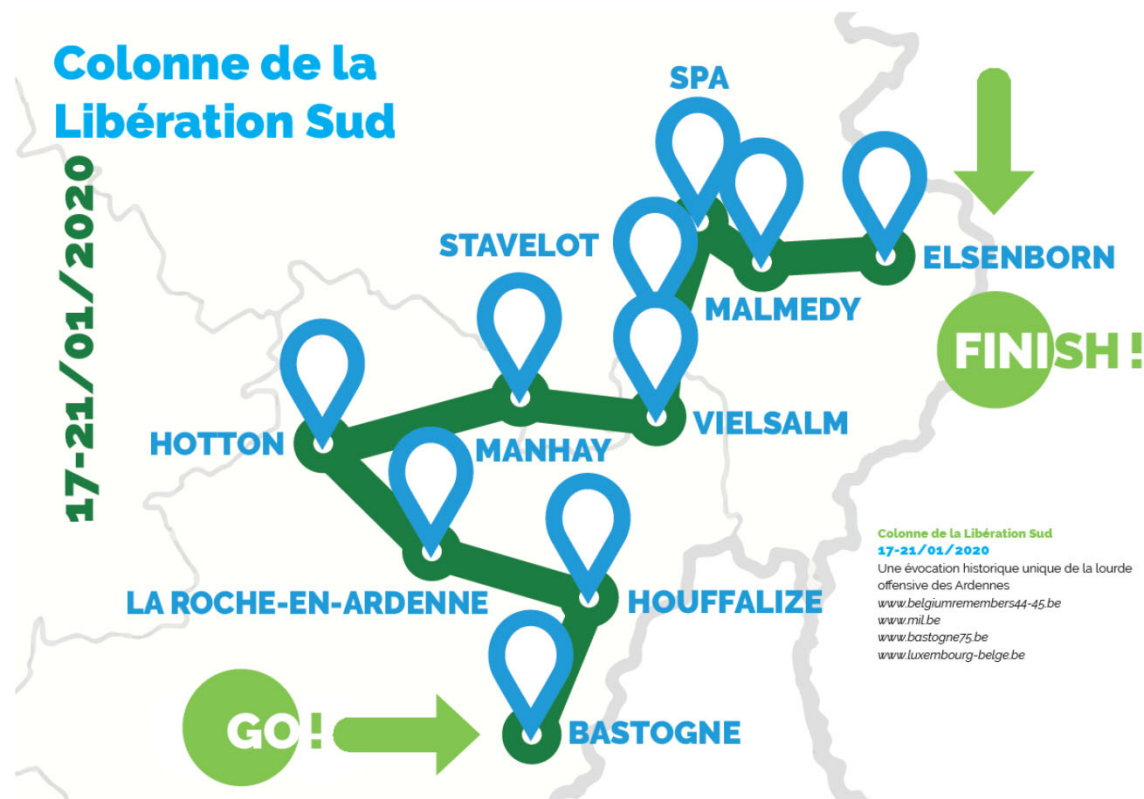 Colonne de la
Libération Sud
17-21/01/2020
SPA
STAVELOT
ELSENBORN
MALMEDY
FINISH !
HOTTON
MANHAY
VIELSALM
LA ROCHE-EN-ARDENNE
HOUFFALIZE
GO !
BASTOGNE
Colonne de la Libération Sud
17-21/01/2020
Une évocation historique unique de la lourde
offensive des Ardennes
www.belgiumremembers44-45.be
www.mil.be
www.bastogne75.be
www.luxembourg-belge.be